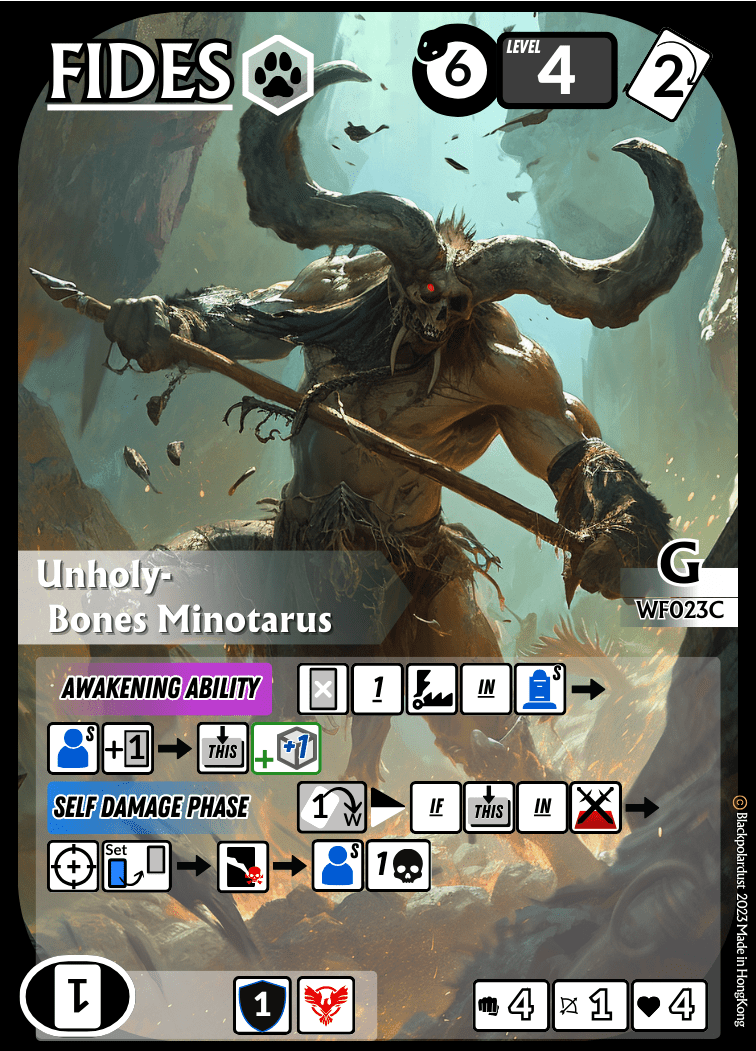 FIDES
6
LEVEL
4
2
Unholy-
Bones Minotarus
G
WF023C
AWAKENING ABILITY
1
IN
S
S
+1
THIS
+
+1
SELF DAMAGE PHASE
1
W
IF
THIS
IN
Set
S
1
1
1
4
1
4
© Blackpolardust 2023 Made in HongKong